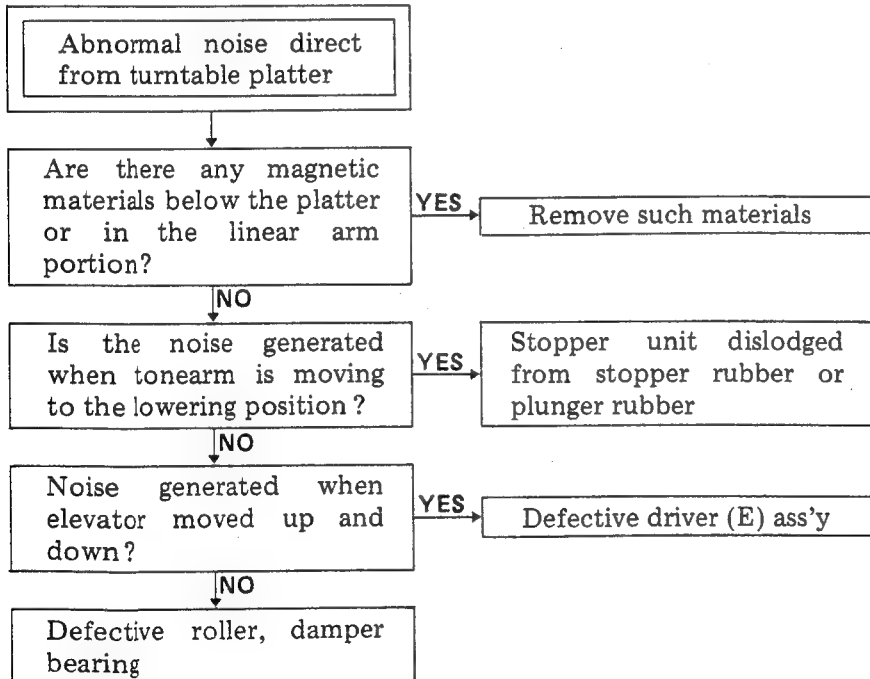 Abnormal noise direct
from turntable platter
Are there any magnetic
materials below the platter
or in the linear arm
portion?
YES
Remove such materials
NO
Is the noise generated
when tonearm is moving
to the lowering position?
YES
Stopper unit dislodged
from stopper rubber or
plunger rubber
NO
Noise generated when
elevator moved up and
down?
YES
Defective driver (E) ass'y
NO
Defective roller, damper
bearing